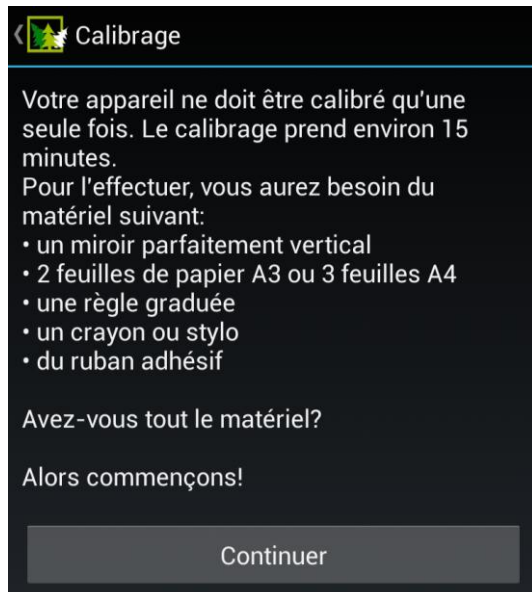 Calibrage
Votre appareil ne doit être calibré qu'une
seule fois. Le calibrage prend environ 15
minutes.
Pour l'effectuer, vous aurez besoin du
matériel suivant:
• un miroir parfaitement vertical
• 2 feuilles de papier A3 ou 3 feuilles A4
• une règle graduée
• un crayon ou stylo
• du ruban adhésif
Avez-vous tout le matériel?
Alors commençons!
Continuer